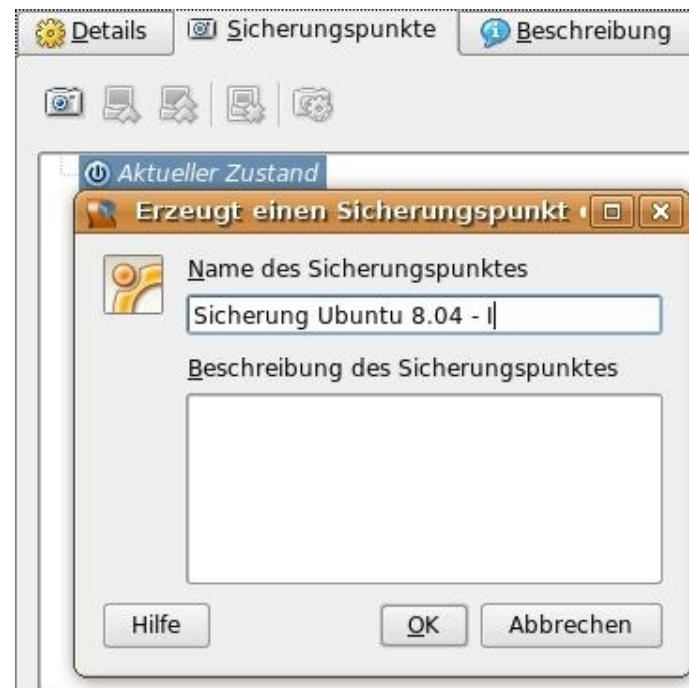 Details Sicherungspunkte Beschreibung
Aktueller Zustand
Erzeugt einen Sicherungspunkt
Name des Sicherungspunktes
Sicherung Ubuntu 8.04 - I
Beschreibung des Sicherungspunktes
Hilfe OK Abbrechen